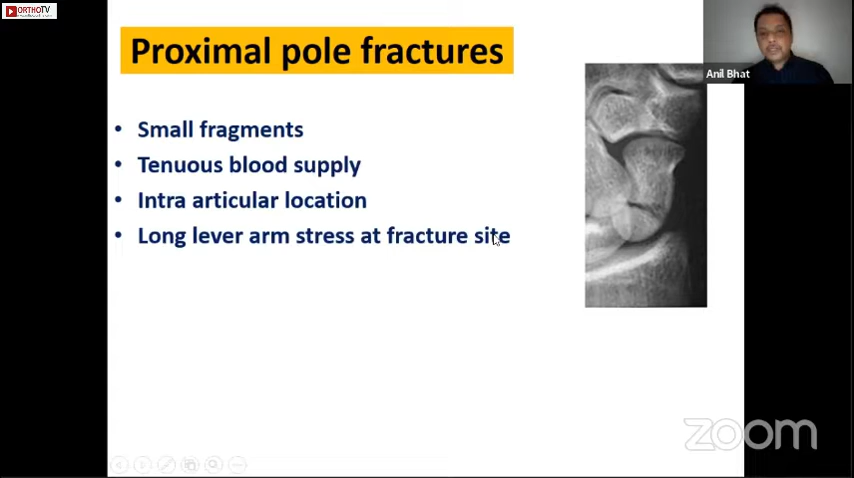 ORTHOTV
Proximal pole fractures
Anil Bhat
• Small fragments
• Tenuous blood supply
• Intra articular location
• Long lever arm stress at fracture site
zoom